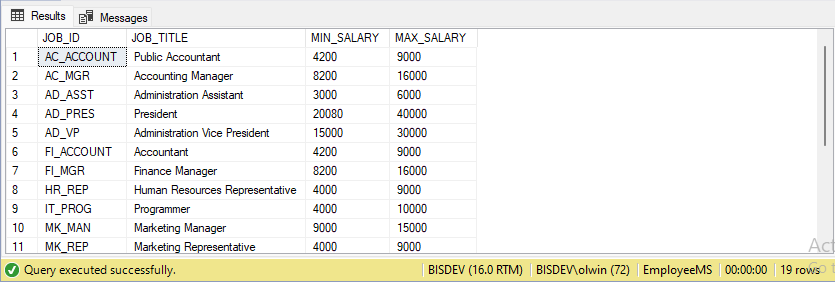 Results Messages
JOB_ID JOB_TITLE MIN_SALARY MAX_SALARY
1 AC_ACCOUNT Public Accountant 4200 9000
2 AC_MGR Accounting Manager 8200 16000
3 AD_ASST Administration Assistant 3000 6000
4 AD_PRES President 20080 40000
5 AD_VP Administration Vice President 15000 30000
6 FI_ACCOUNT Accountant 4200 9000
7 FI_MGR Finance Manager 8200 16000
8 HR_REP Human Resources Representative 4000 9000
9 IT_PROG Programmer 4000 10000
10 MK_MAN Marketing Manager 9000 15000
11 MK_REP Marketing Representative 4000 9000
Query executed successfully. BISDEV (16.0 RTM) BISDEV\olwin (72) EmployeeMS 00:00:00 19 rows